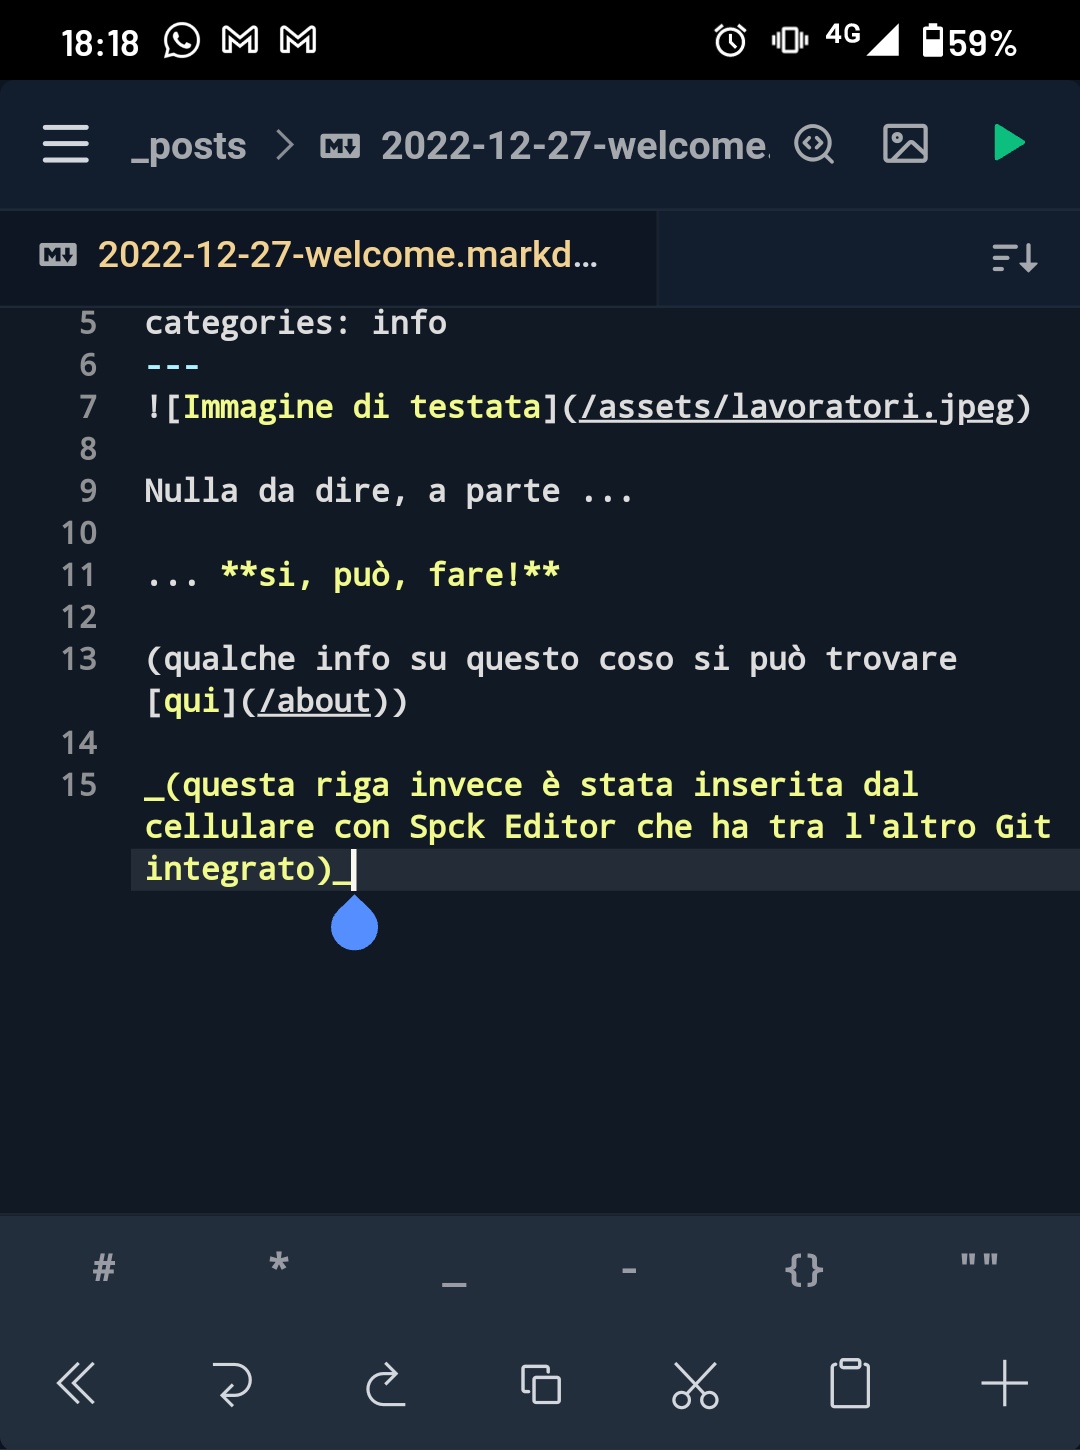 18:18 4G 59%
_posts > 2022-12-27-welcome.
2022-12-27-welcome.markd...
5 categories: info
6 ---
7 ![Immagine di testata](/assets/lavoratori.jpeg)
8
9 Nulla da dire, a parte ...
10
11 ... **si, può, fare!**
12
13 (qualche info su questo coso si può trovare
[qui](/about))
14
15 _(questa riga invece è stata inserita dal
cellulare con Spck Editor che ha tra l'altro Git
integrato)_
# * _ - {} ""